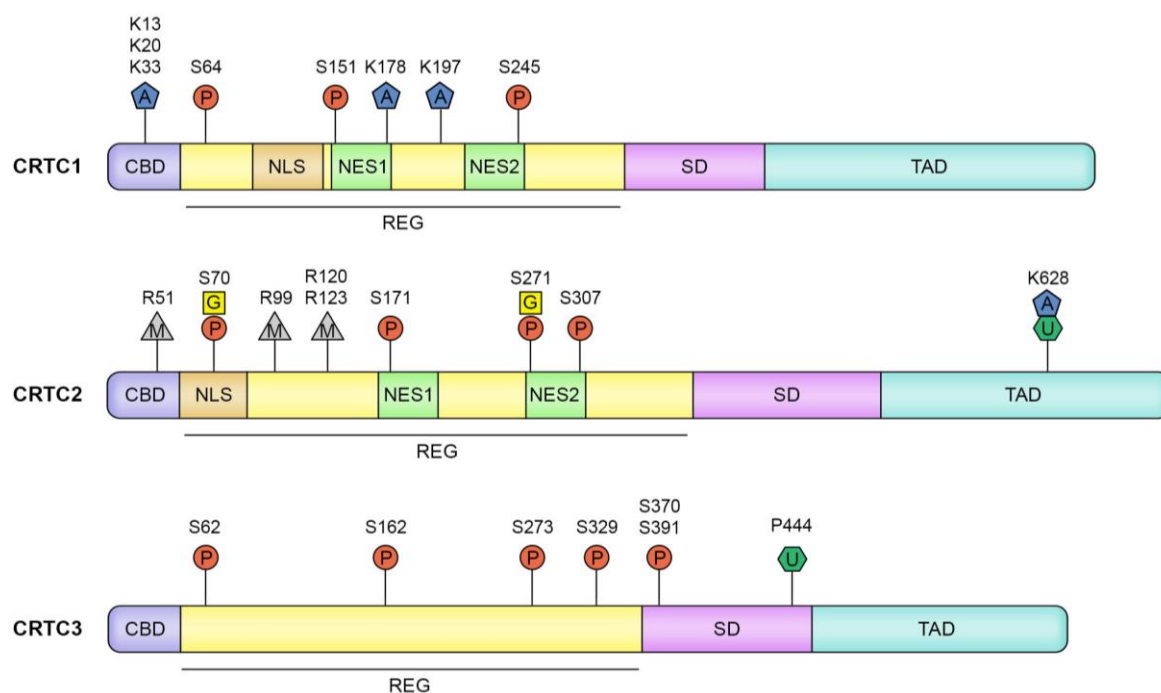 K13
K20
K33 S64 S151 K178 K197 S245
A P P A A P
CRTC1 CBD NLS NES1 NES2 SD TAD
REG
R120
S70 R123 S271 K628
R51 G R99 S171 G S307 A
M P M M P P P U
CRTC2 CBD NLS NES1 NES2 SD TAD
REG
S370
S62 S162 S273 S329 S391 P444
P P P P P U
CRTC3 CBD SD TAD
REG